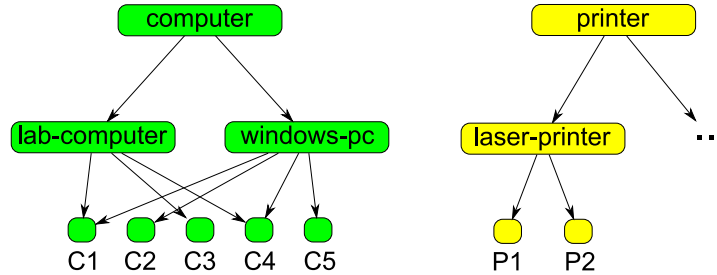 computer printer
lab-computer windows-pc laser-printer ..
C1 C2 C3 C4 C5 P1 P2